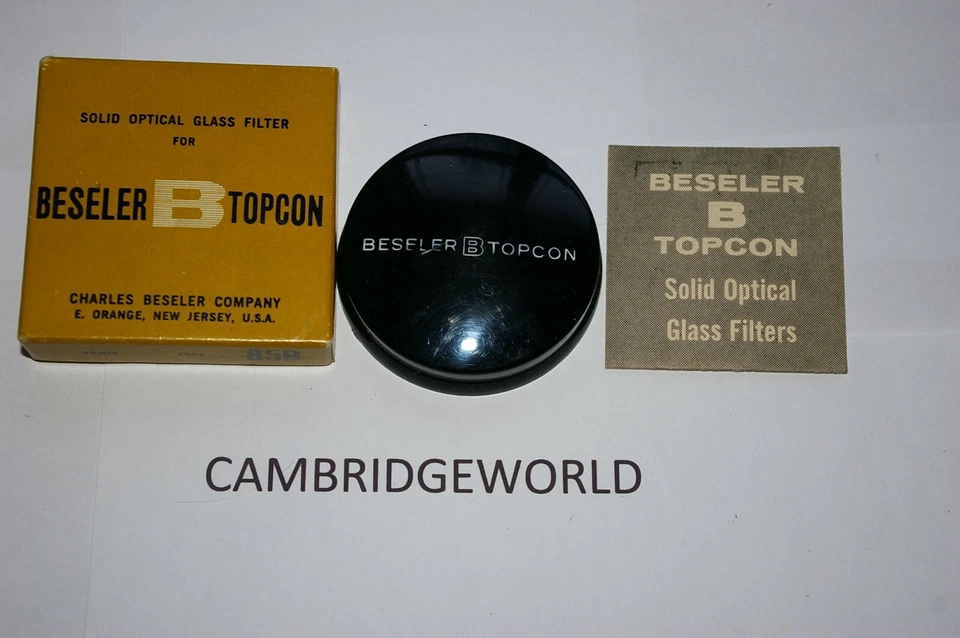 SOLID OPTICAL GLASS FILTER
FOR
BESELER B TOPCON
CHARLES BESELER COMPANY
E. ORANGE, NEW JERSEY, U.S.A.
85B
BESELER B TOPCON
BESELER
B
TOPCON
Solid Optical
Glass Filters
CAMBRIDGEWORLD